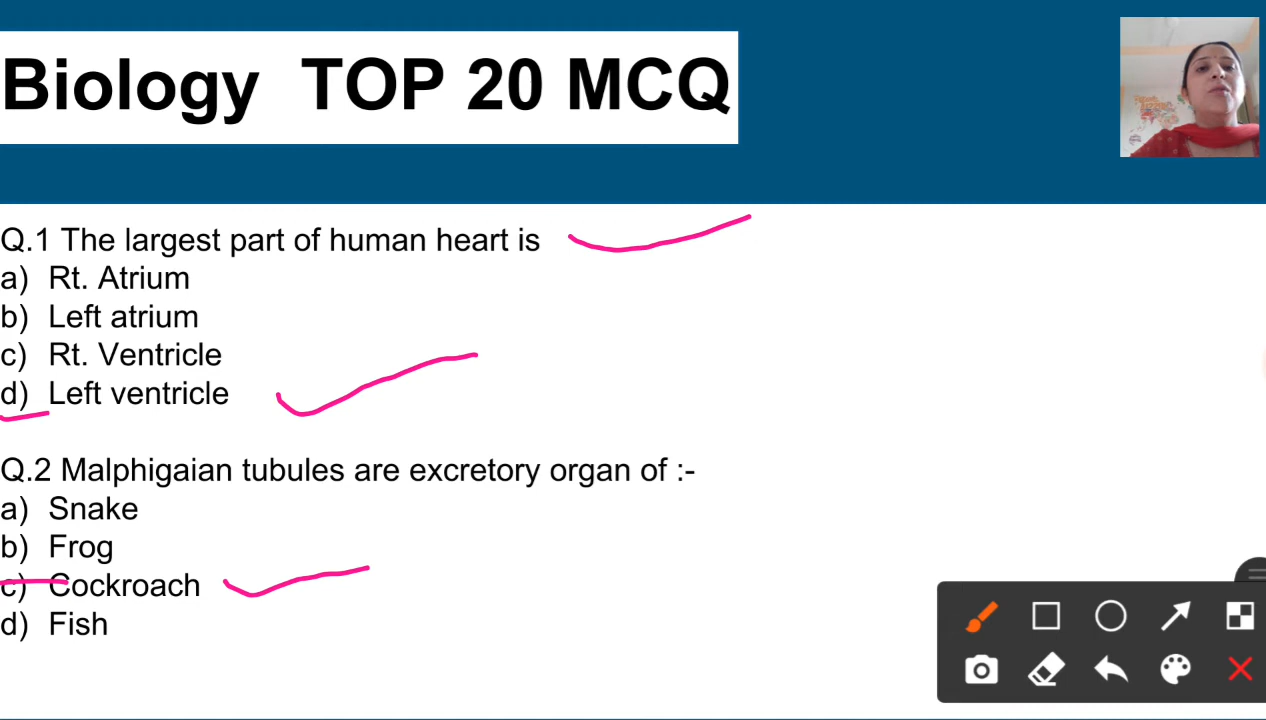 Biology TOP 20 MCQ
Q.1 The largest part of human heart is
a) Rt. Atrium
b) Left atrium
c) Rt. Ventricle
d) Left ventricle
Q.2 Malphigaian tubules are excretory organ of :-
a) Snake
b) Frog
c) Cockroach
d) Fish